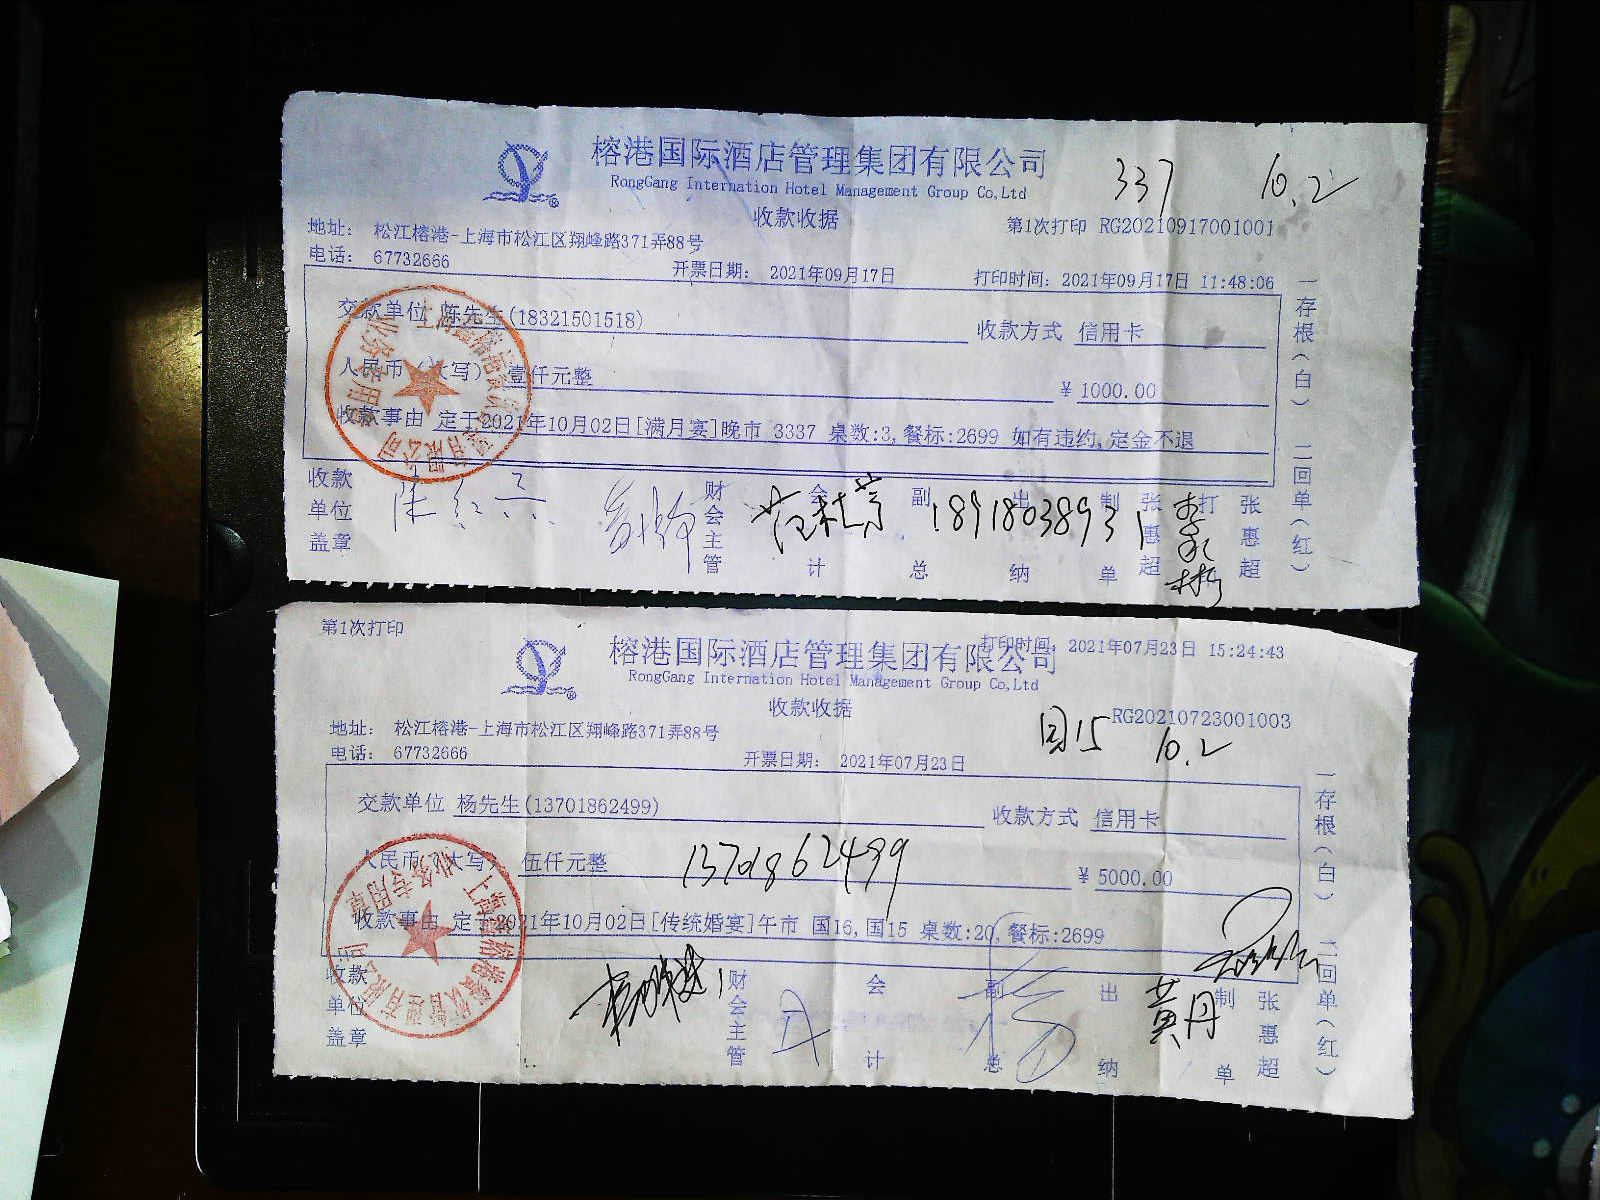 榕港国际酒店管理集团有限公司
337
10.2
RongGang Internation Hotel Management Group Co,Ltd
收款收据
第1次打印 RG20210917001001
地址: 松江榕港-上海市松江区翔峰路371弄88号
电话: 67732666
开票日期: 2021年09月17日
打印时间: 2021年09月17日 11:48:06
交款单位 陈先生(18321501518)
收款方式 信用卡
人民币(大写) 壹仟元整
¥ 1000.00
收款事由 定于2021年10月02日[满月宴]晚市 3337 桌数:3,餐标:2699 如有违约,定金不退
一存根(白) 二回单(红)
收款单位盖章
财会主管
会计
副总
18918038931
出纳
制单
张惠超
打
张惠超
第1次打印
榕港国际酒店管理集团有限公司
打印时间: 2021年07月23日 15:24:43
RongGang Internation Hotel Management Group Co,Ltd
收款收据
RG20210723001003
国15 10.2
地址: 松江榕港-上海市松江区翔峰路371弄88号
电话: 67732666
开票日期: 2021年07月23日
交款单位 杨先生(13701862499)
收款方式 信用卡
人民币(大写) 伍仟元整
13701862499
¥ 5000.00
收款事由 定于2021年10月02日[传统婚宴]午市 国16,国15 桌数:20,餐标:2699
一存根(白) 二回单(红)
收款单位盖章
财会主管
会计
副总
出纳
黄丹
制单
张惠超